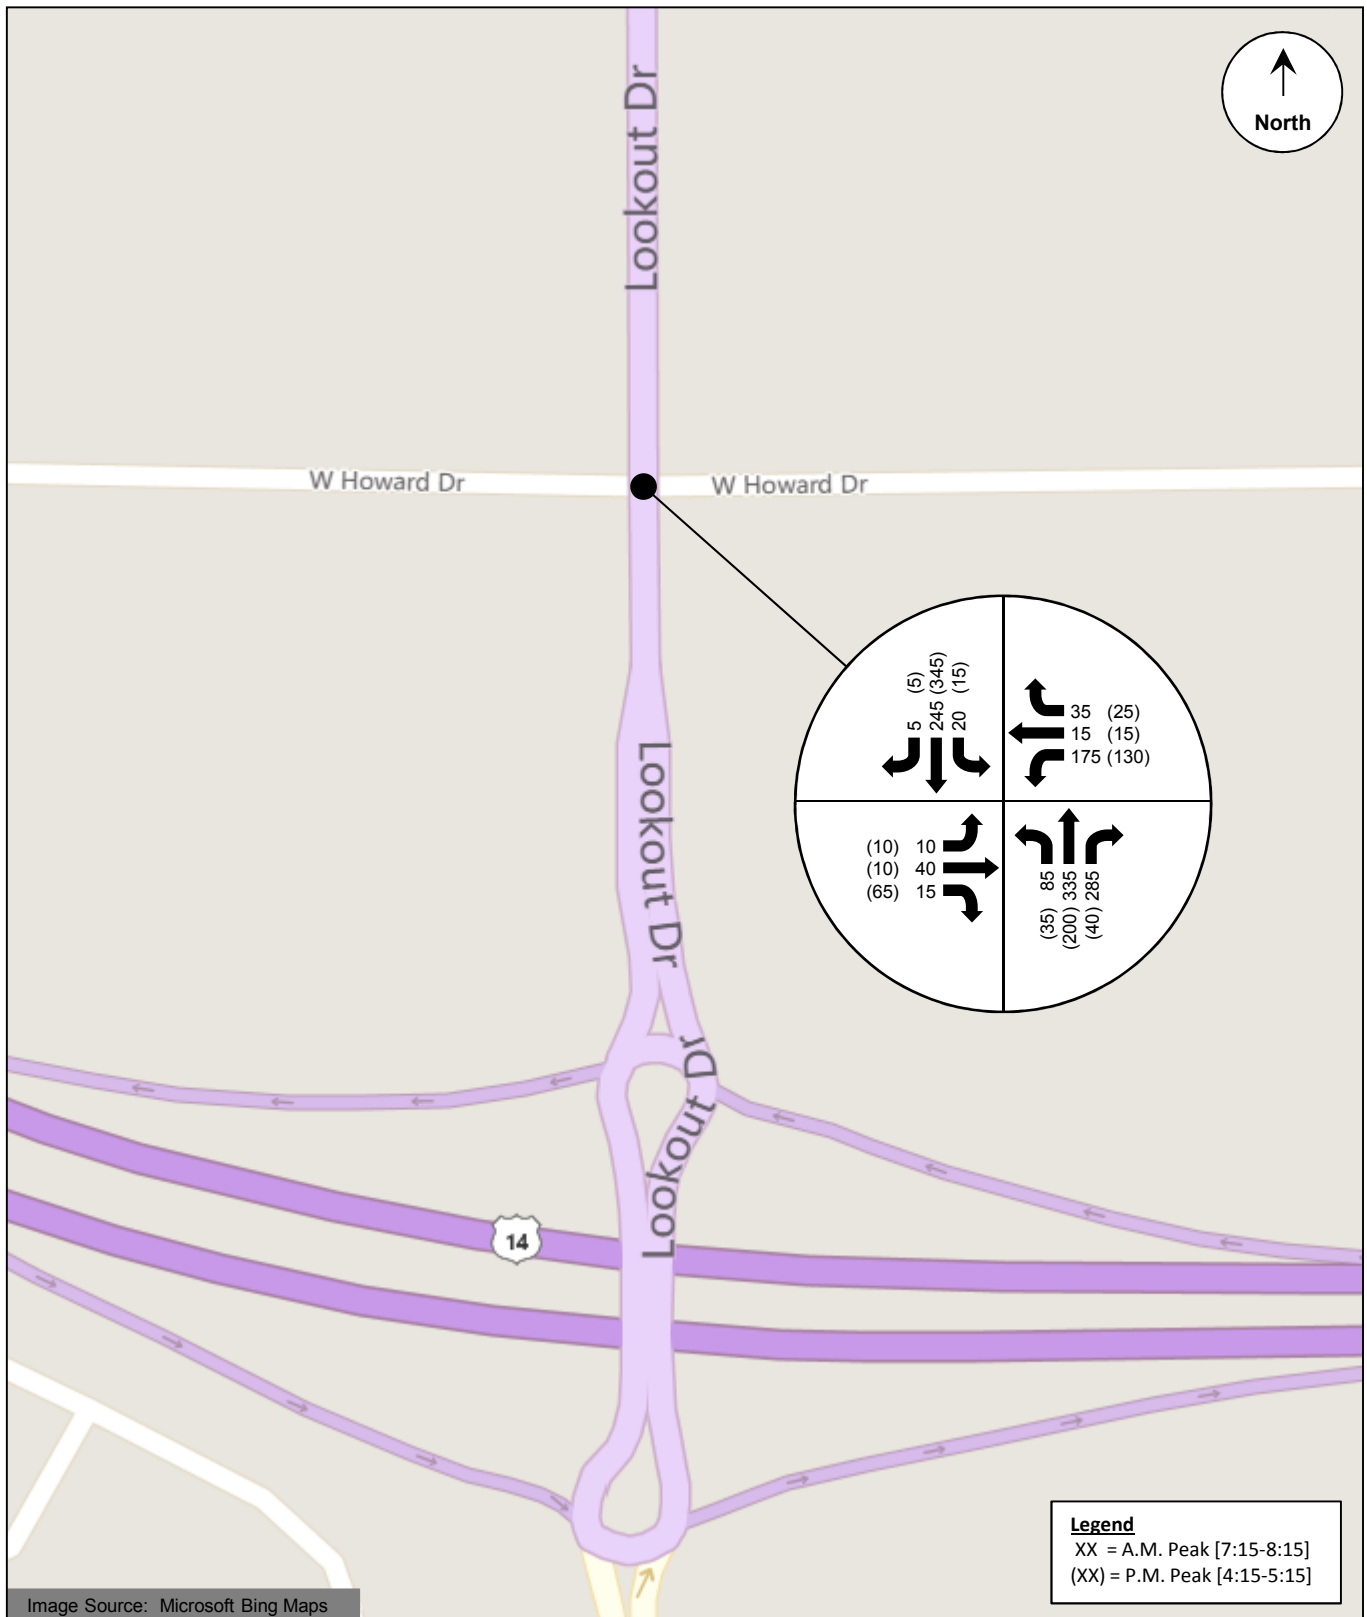 Lookout Dr
North
W Howard Dr
W Howard Dr
5 (5)
245 (345)
20 (15)
35 (25)
15 (15)
175 (130)
Lookout Dr
(10) 10
(10) 40
(65) 15
(35) 85
(200) 335
(40) 285
Lookout Dr
14
Legend
XX = A.M. Peak [7:15-8:15]
(XX) = P.M. Peak [4:15-5:15]
Image Source: Microsoft Bing Maps